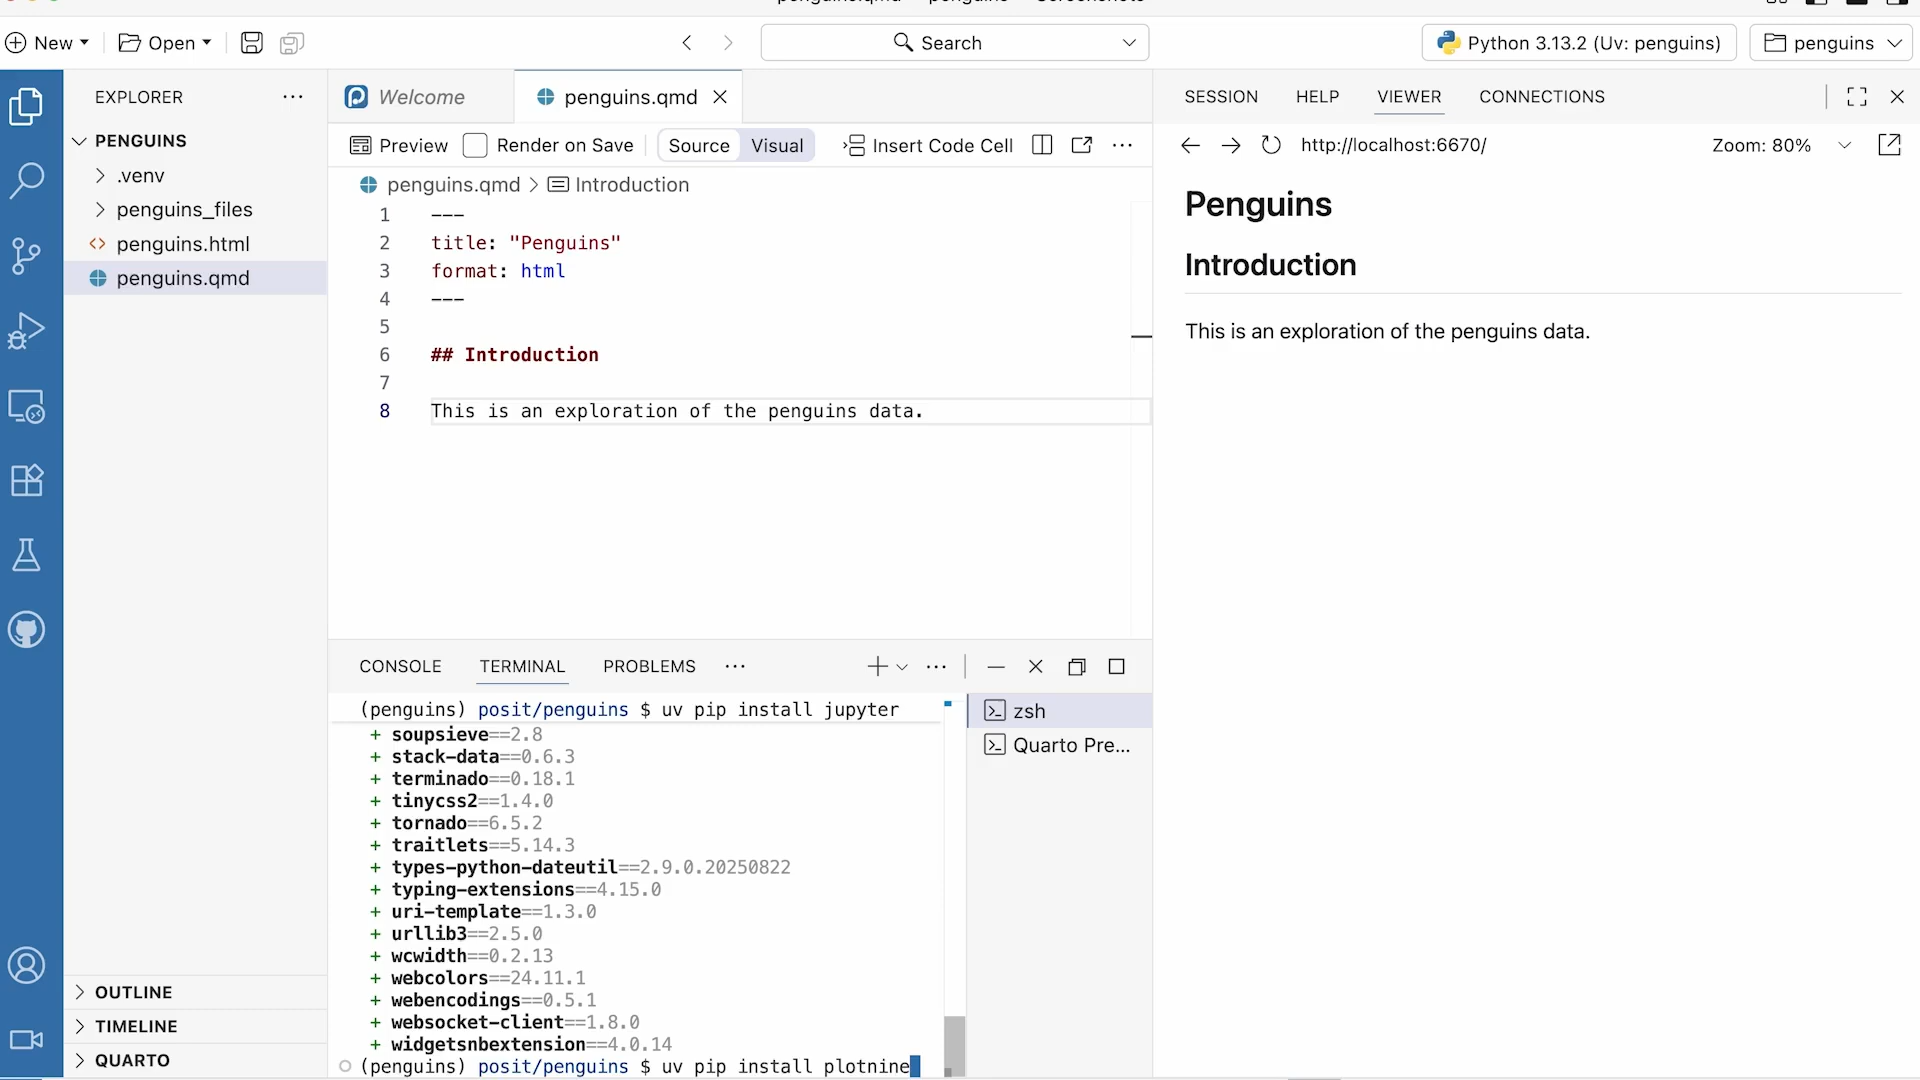 New
Open
Search
Python 3.13.2 (Uv: penguins)
penguins
EXPLORER
PENGUINS
.venv
penguins_files
penguins.html
penguins.qmd
OUTLINE
TIMELINE
QUARTO
Welcome
penguins.qmd
Preview
Render on Save
Source
Visual
Insert Code Cell
penguins.qmd > Introduction
1 ---
2 title: "Penguins"
3 format: html
4 ---
5
6 ## Introduction
7
8 This is an exploration of the penguins data.
CONSOLE
TERMINAL
PROBLEMS
(penguins) posit/penguins $ uv pip install jupyter
+ soupsieve==2.8
+ stack-data==0.6.3
+ terminado==0.18.1
+ tinycss2==1.4.0
+ tornado==6.5.2
+ traitlets==5.14.3
+ types-python-dateutil==2.9.0.20250822
+ typing-extensions==4.15.0
+ uri-template==1.3.0
+ urllib3==2.5.0
+ wcwidth==0.2.13
+ webcolors==24.11.1
+ webencodings==0.5.1
+ websocket-client==1.8.0
+ widgetsnbextension==4.0.14
(penguins) posit/penguins $ uv pip install plotnine
zsh
Quarto Pre...
SESSION
HELP
VIEWER
CONNECTIONS
http://localhost:6670/
Zoom: 80%
Penguins
Introduction
This is an exploration of the penguins data.